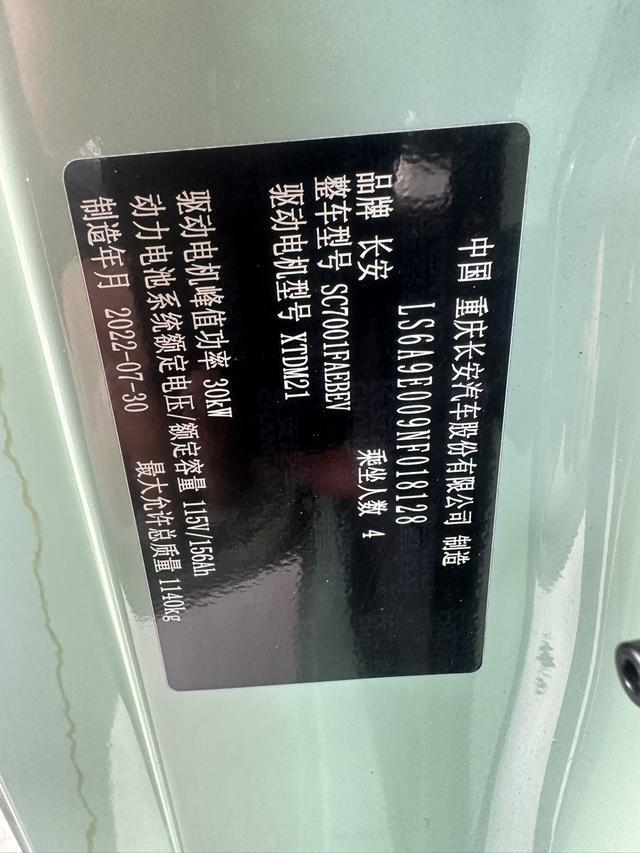 中国 重庆长安汽车股份有限公司 制造
LS6A9E009NF018128
品牌 长安 乘坐人数 4
整车型号 SC7001FAEBEV
驱动电机型号 XTDM21
驱动电机峰值功率 30kW
动力电池系统额定电压/额定容量 115V/156Ah
制造年月 2022-07-30 最大允许总质量 1140kg